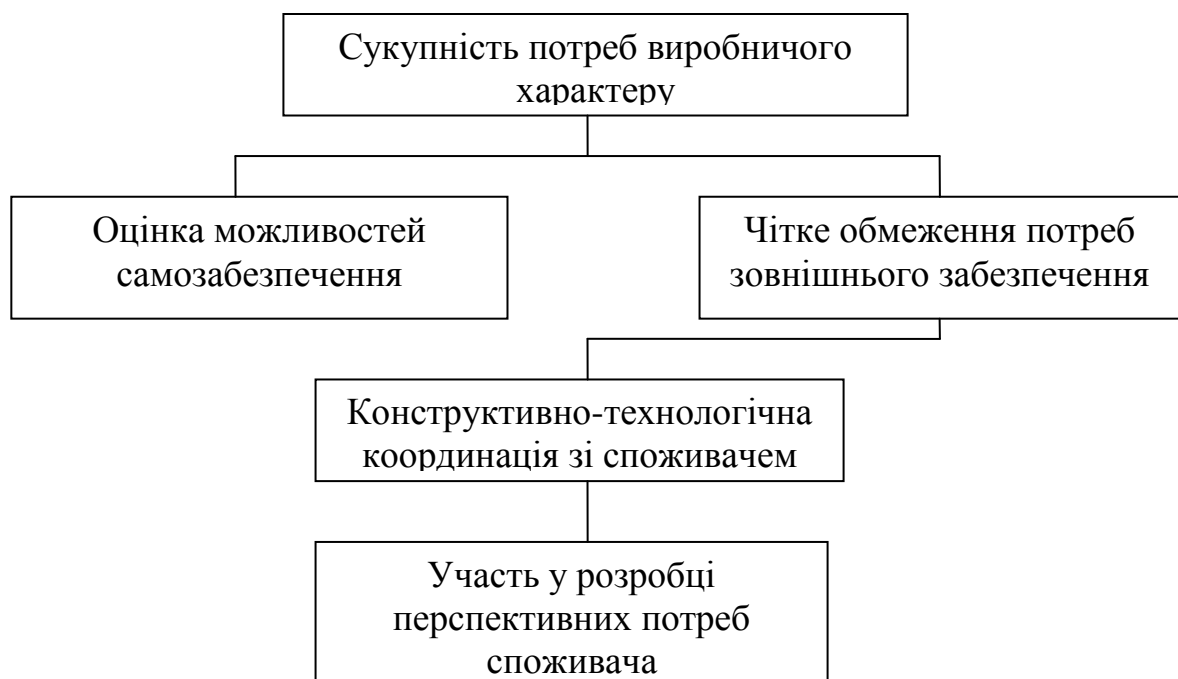 Сукупність потреб виробничого
характеру
Оцінка можливостей
самозабезпечення
Чітке обмеження потреб
зовнішнього забезпечення
Конструктивно-технологічна
координація зі споживачем
Участь у розробці
перспективних потреб
споживача